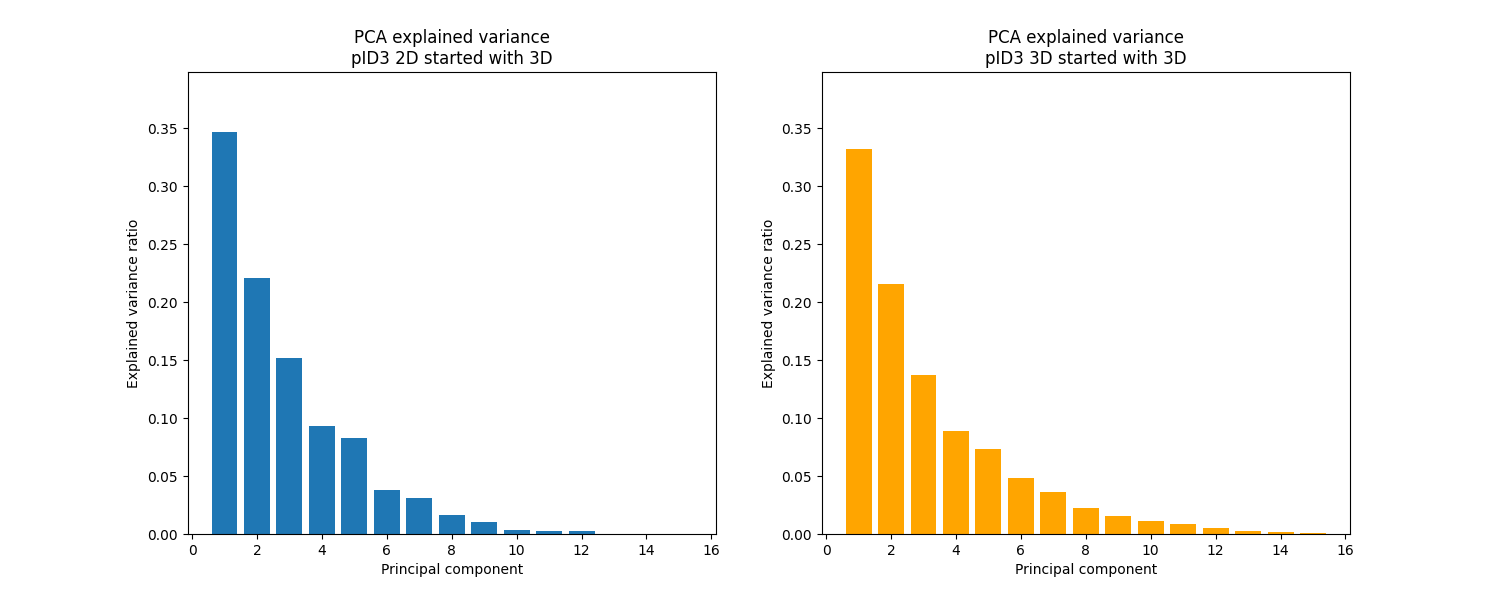 PCA explained variance
pID3 2D started with 3D
Explained variance ratio
0.35
0.30
0.25
0.20
0.15
0.10
0.05
0.00
0 2 4 6 8 10 12 14 16
Principal component
PCA explained variance
pID3 3D started with 3D
Explained variance ratio
0.35
0.30
0.25
0.20
0.15
0.10
0.05
0.00
0 2 4 6 8 10 12 14 16
Principal component